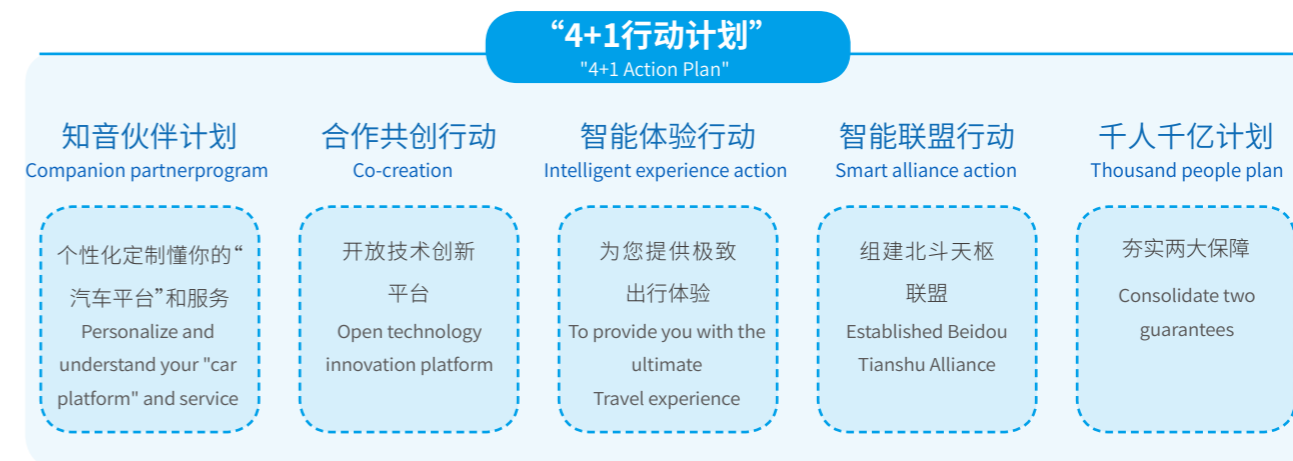 “4+1行动计划”
"4+1 Action Plan"
知音伙伴计划
Companion partnerprogram
个性化定制懂你的“
汽车平台”和服务
Personalize and
understand your "car
platform" and service
合作共创行动
Co-creation
开放技术创新
平台
Open technology
innovation platform
智能体验行动
Intelligent experience action
为您提供极致
出行体验
To provide you with the
ultimate
Travel experience
智能联盟行动
Smart alliance action
组建北斗天枢
联盟
Established Beidou
Tianshu Alliance
千人千亿计划
Thousand people plan
夯实两大保障
Consolidate two
guarantees